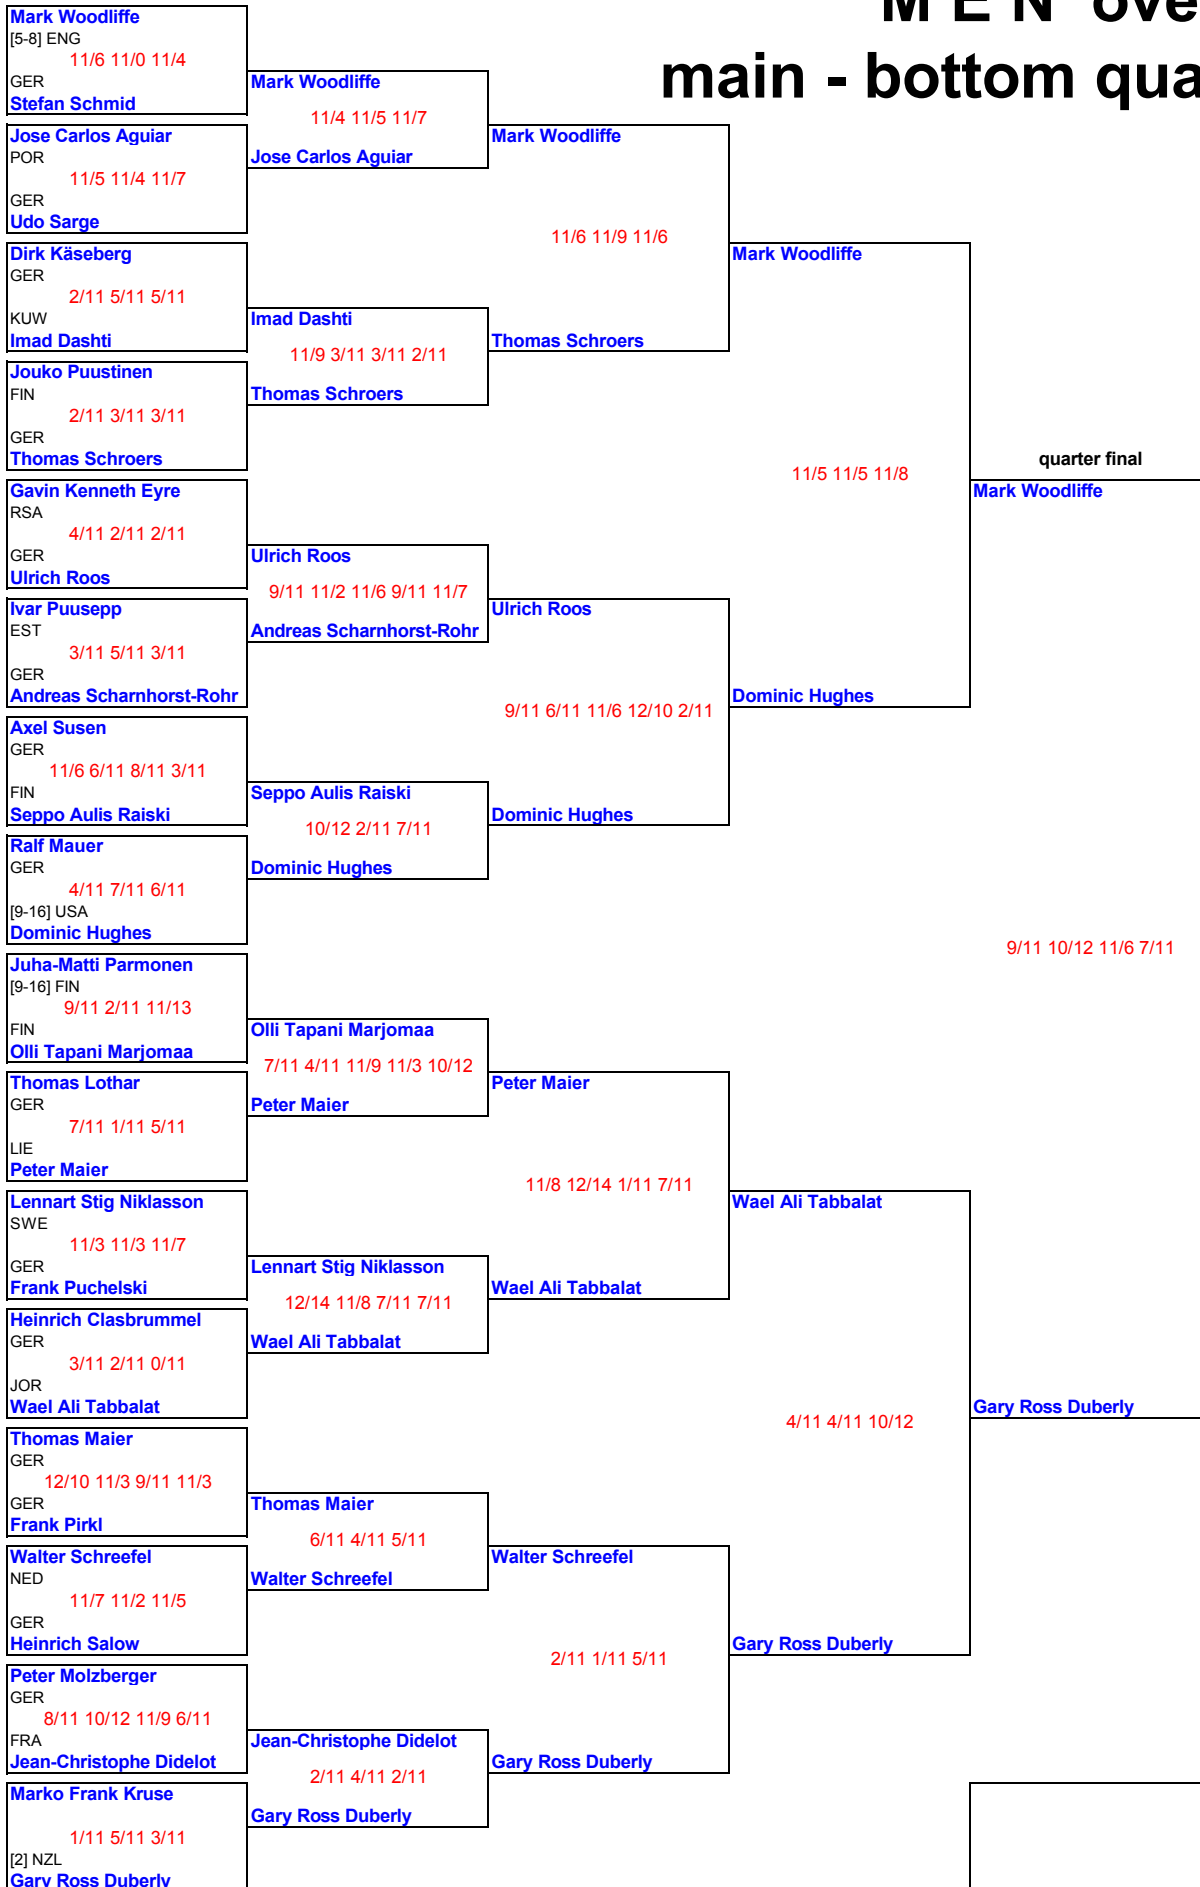 M E N ove
main - bottom qua
Mark Woodliffe
[5-8] ENG
11/6 11/0 11/4
GER
Stefan Schmid
Mark Woodliffe
11/4 11/5 11/7
Jose Carlos Aguiar
Jose Carlos Aguiar
POR
11/5 11/4 11/7
GER
Udo Sarge
Mark Woodliffe
11/6 11/9 11/6
Thomas Schroers
Dirk Käseberg
GER
2/11 5/11 5/11
KUW
Imad Dashti
Imad Dashti
11/9 3/11 3/11 2/11
Thomas Schroers
Jouko Puustinen
FIN
2/11 3/11 3/11
GER
Thomas Schroers
Mark Woodliffe
11/5 11/5 11/8
Dominic Hughes
quarter final
Mark Woodliffe
Gavin Kenneth Eyre
RSA
4/11 2/11 2/11
GER
Ulrich Roos
Ulrich Roos
9/11 11/2 11/6 9/11 11/7
Andreas Scharnhorst-Rohr
Ivar Puusepp
EST
3/11 5/11 3/11
GER
Andreas Scharnhorst-Rohr
Ulrich Roos
9/11 6/11 11/6 12/10 2/11
Dominic Hughes
Axel Susen
GER
11/6 6/11 8/11 3/11
FIN
Seppo Aulis Raiski
Seppo Aulis Raiski
10/12 2/11 7/11
Dominic Hughes
Ralf Mauer
GER
4/11 7/11 6/11
[9-16] USA
Dominic Hughes
9/11 10/12 11/6 7/11
Juha-Matti Parmonen
[9-16] FIN
9/11 2/11 11/13
FIN
Olli Tapani Marjomaa
Olli Tapani Marjomaa
7/11 4/11 11/9 11/3 10/12
Peter Maier
Thomas Lothar
GER
7/11 1/11 5/11
LIE
Peter Maier
Peter Maier
11/8 12/14 1/11 7/11
Wael Ali Tabbalat
Lennart Stig Niklasson
SWE
11/3 11/3 11/7
GER
Frank Puchelski
Lennart Stig Niklasson
12/14 11/8 7/11 7/11
Wael Ali Tabbalat
Heinrich Clasbrummel
GER
3/11 2/11 0/11
JOR
Wael Ali Tabbalat
Wael Ali Tabbalat
4/11 4/11 10/12
Gary Ross Duberly
Gary Ross Duberly
Thomas Maier
GER
12/10 11/3 9/11 11/3
GER
Frank Pirkl
Thomas Maier
6/11 4/11 5/11
Walter Schreefel
Walter Schreefel
NED
11/7 11/2 11/5
GER
Heinrich Salow
Walter Schreefel
2/11 1/11 5/11
Gary Ross Duberly
Peter Molzberger
GER
8/11 10/12 11/9 6/11
FRA
Jean-Christophe Didelot
Jean-Christophe Didelot
2/11 4/11 2/11
Gary Ross Duberly
Marko Frank Kruse
1/11 5/11 3/11
[2] NZL
Gary Ross Duberly